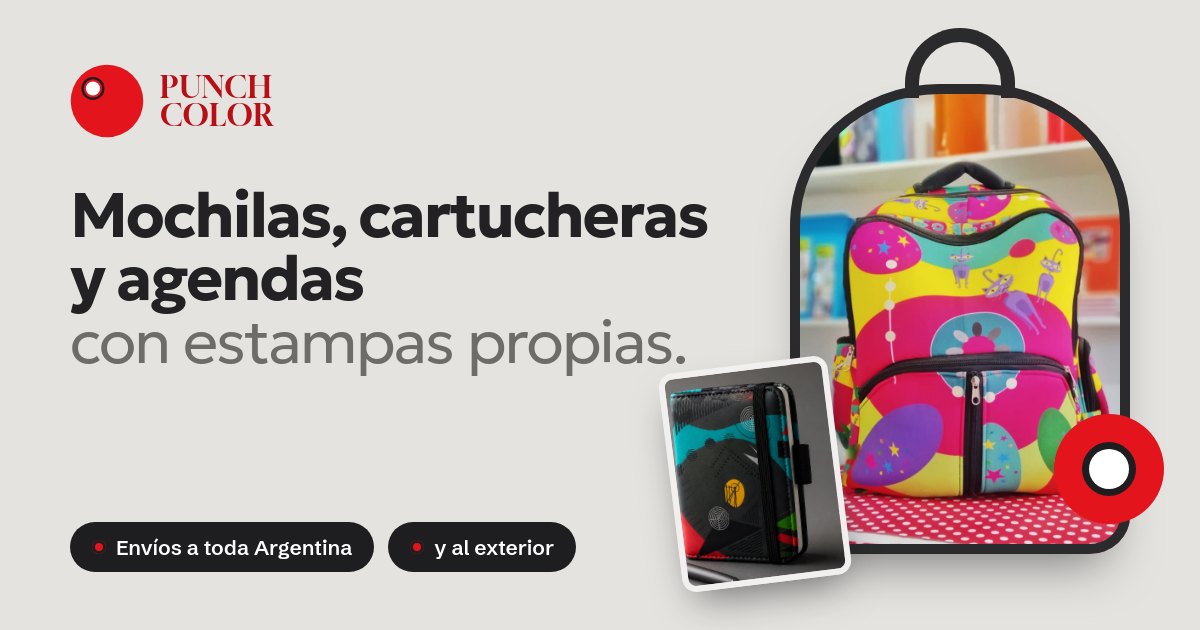 PUNCH
COLOR
Mochilas, cartucheras
y agendas
con estampas propias.
Envíos a toda Argentina
y al exterior